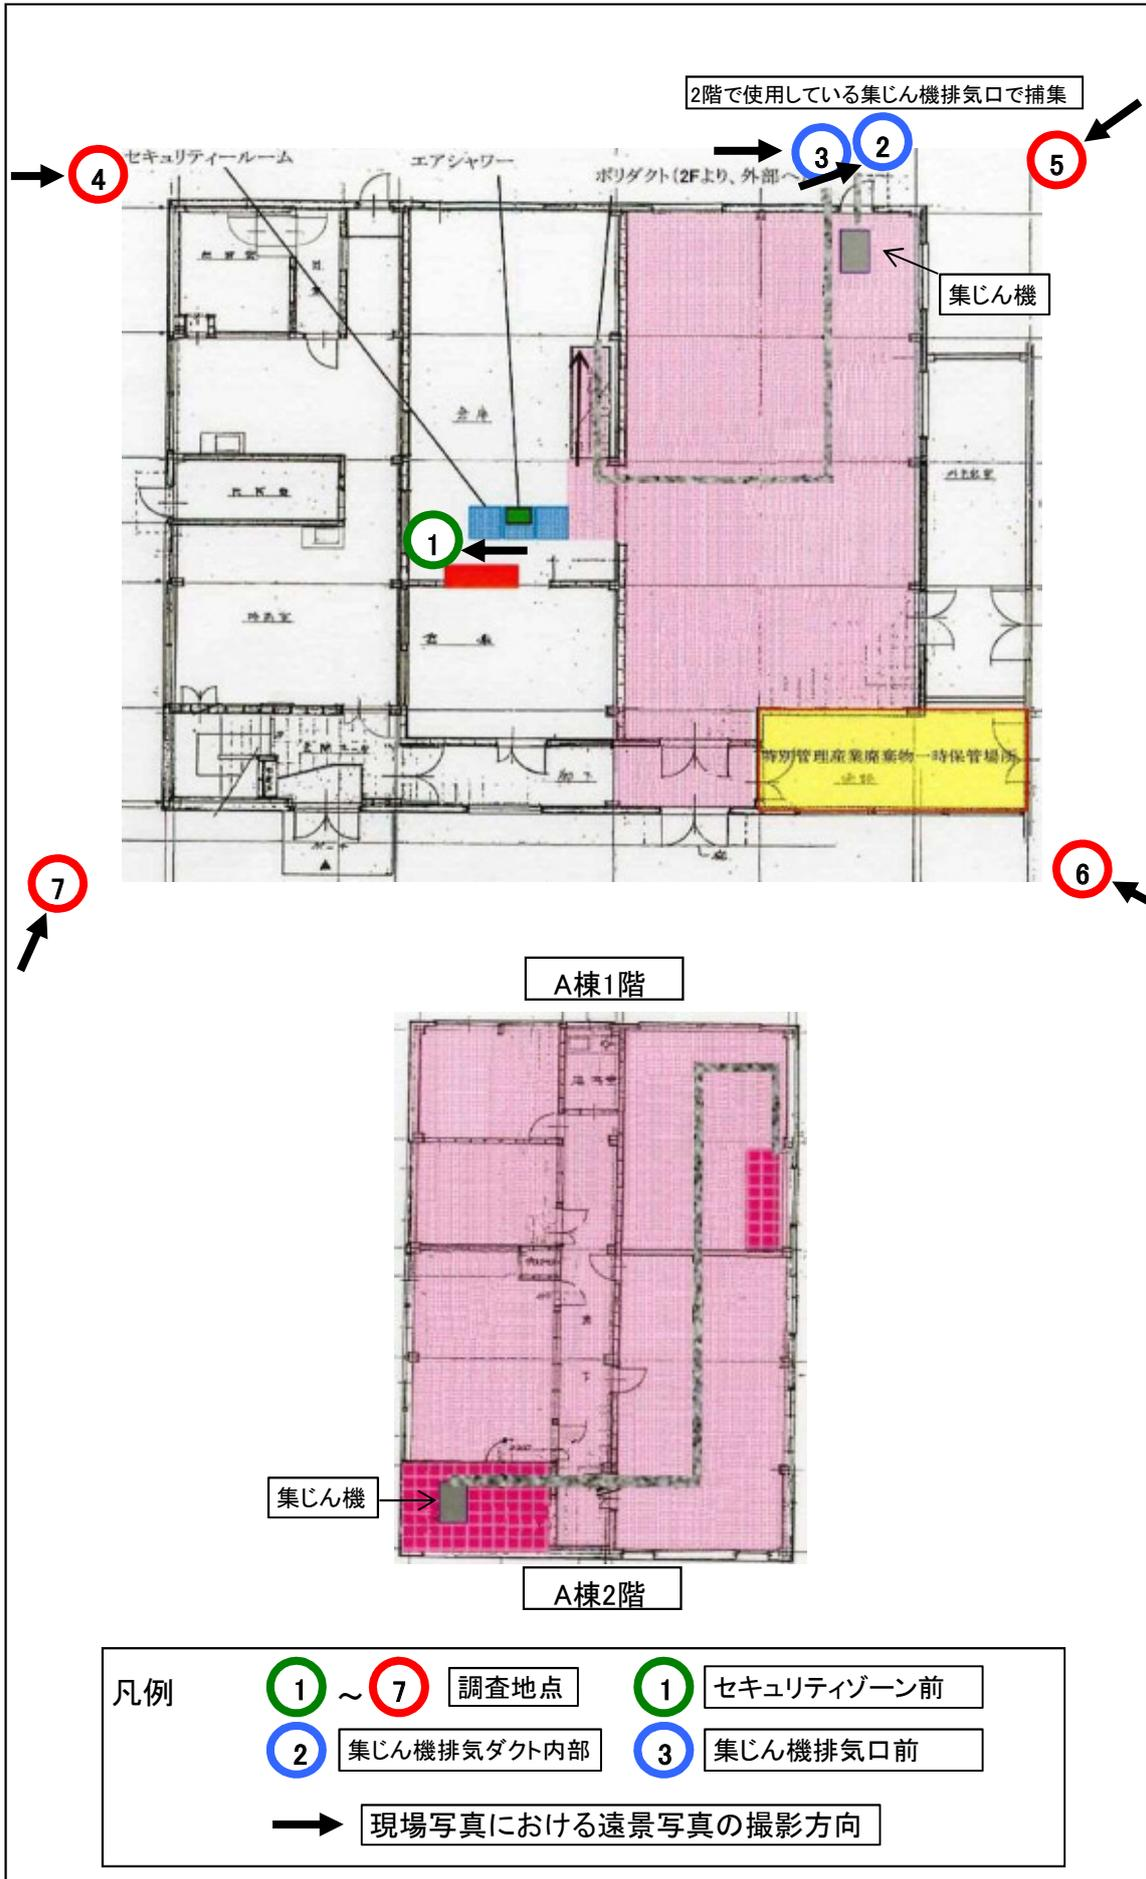 2階で使用している集じん機排気口で捕集
3
2
5
4
セキュリティールーム
エアシャワー
ポリダクト(2Fより、外部へ
集じん機
倉庫
1
時別管理産業廃棄物一時保管場所
廊下
7
6
A棟1階
集じん機
A棟2階
凡例
1 ～ 7 調査地点
1 セキュリティゾーン前
2 集じん機排気ダクト内部
3 集じん機排気口前
現場写真における遠景写真の撮影方向